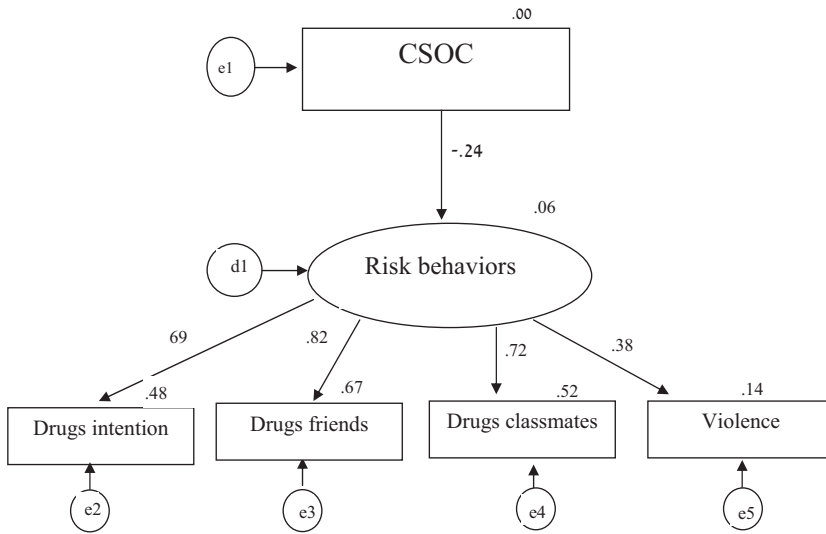 .00
e1
CSOC
-.24
.06
d1
Risk behaviors
69
.82
.72
.38
.48
.67
.52
.14
Drugs intention
Drugs friends
Drugs classmates
Violence
e2
e3
e4
e5